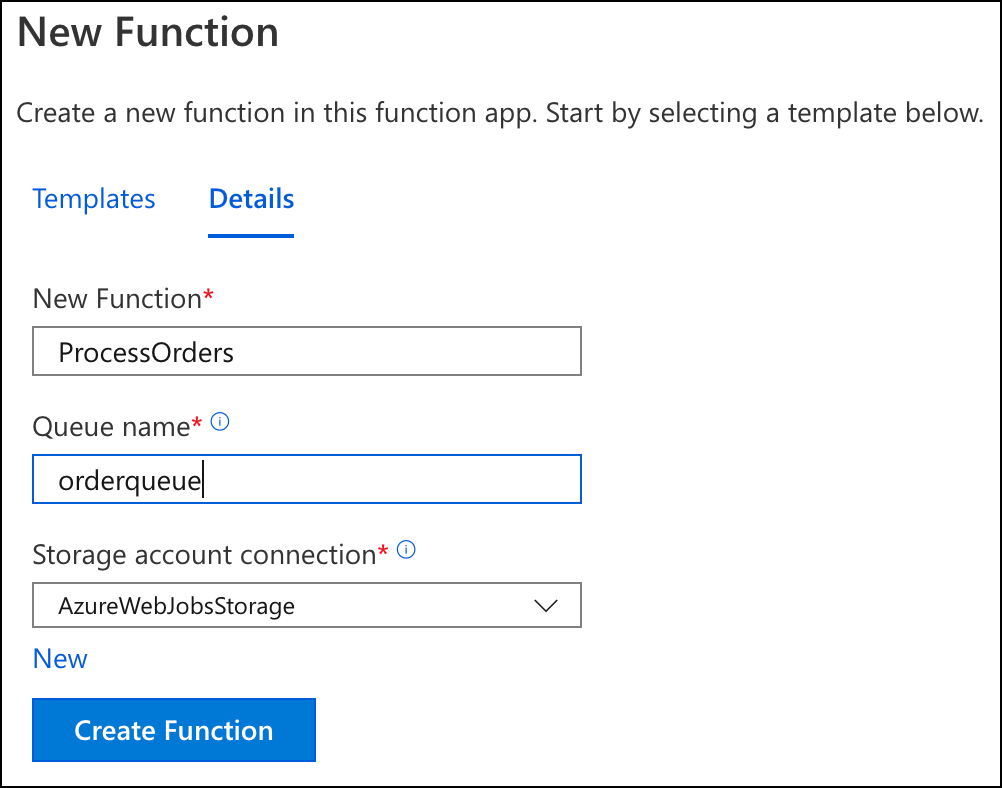 New Function
Create a new function in this function app. Start by selecting a template below.
Templates Details
New Function*
ProcessOrders
Queue name*
orderqueue
Storage account connection*
AzureWebJobsStorage
New
Create Function